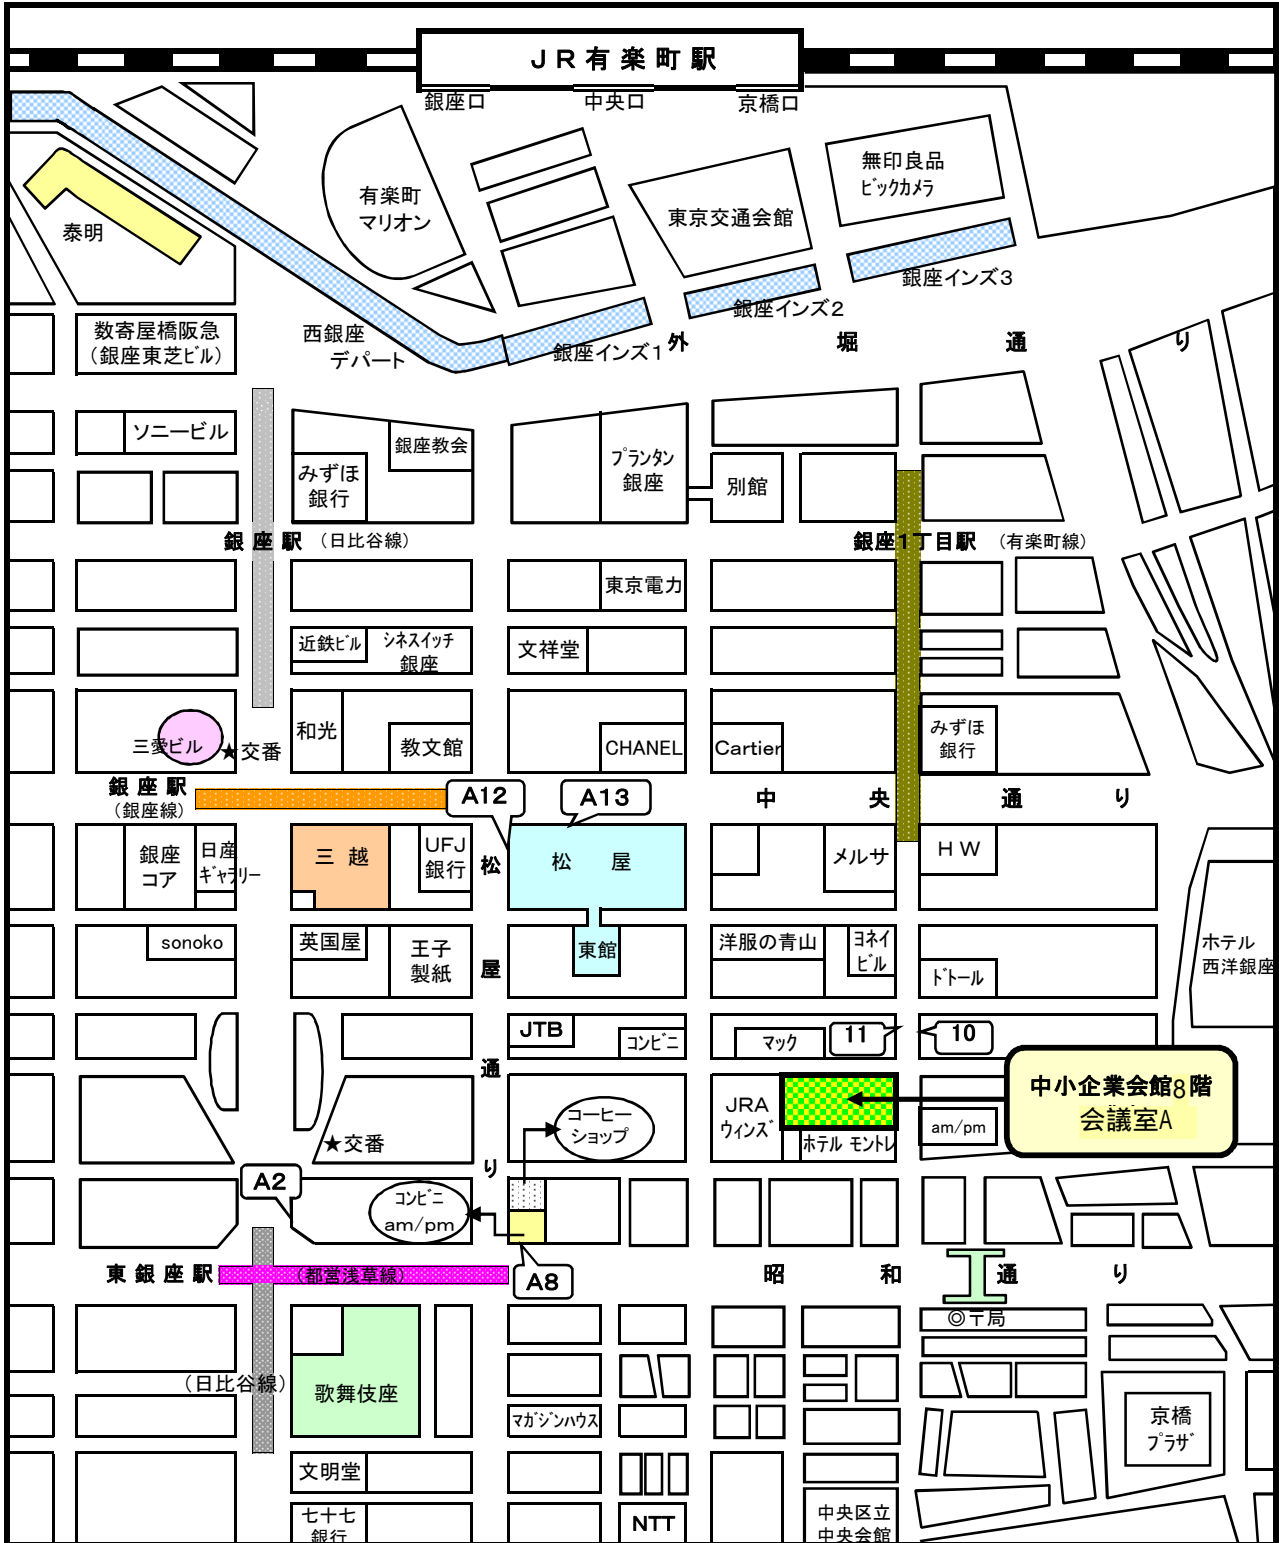 JR有楽町駅
銀座口
中央口
京橋口
有楽町
マリオン
無印良品
ビックカメラ
東京交通会館
泰明
銀座インズ3
銀座インズ2
数寄屋橋阪急
(銀座東芝ビル)
西銀座
デパート
銀座インズ1
外 堀 通 り
ソニービル
銀座教会
みずほ
銀行
プランタン
銀座
別館
銀座駅 (日比谷線)
銀座1丁目駅 (有楽町線)
東京電力
近鉄ビル
シネスイッチ
銀座
文祥堂
三愛ビル
★交番
和光
教文館
CHANEL
Cartier
みずほ
銀行
銀座駅
(銀座線)
A12
A13
中 央 通 り
銀座
コア
日産
ギャラリー
三 越
UFJ
銀行
松 屋 通 り
松 屋
メルサ
H W
sonoko
英国屋
王子
製紙
東館
洋服の青山
ヨネイ
ビル
ドトール
ホテル
西洋銀座
JTB
コンビニ
マック
11
10
中小企業会館8階
会議室A
JRA
ウィンズ
ホテル モントレ
am/pm
コーヒー
ショップ
★交番
A2
コンビニ
am/pm
東銀座駅
(都営浅草線)
A8
昭 和 通 り
◎〒局
(日比谷線)
歌舞伎座
マガジンハウス
京橋
プラザ
文明堂
七十七
銀行
NTT
中央区立
中央会館